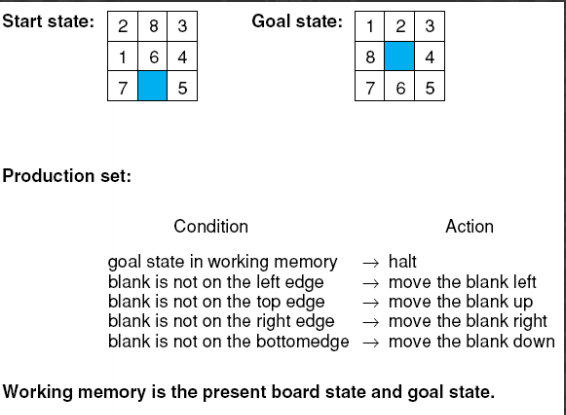 Start state: 2 8 3 Goal state: 1 2 3
1 6 4 8 4
7 5 7 6 5
Production set:
Condition Action
goal state in working memory → halt
blank is not on the left edge → move the blank left
blank is not on the top edge → move the blank up
blank is not on the right edge → move the blank right
blank is not on the bottomedge → move the blank down
Working memory is the present board state and goal state.